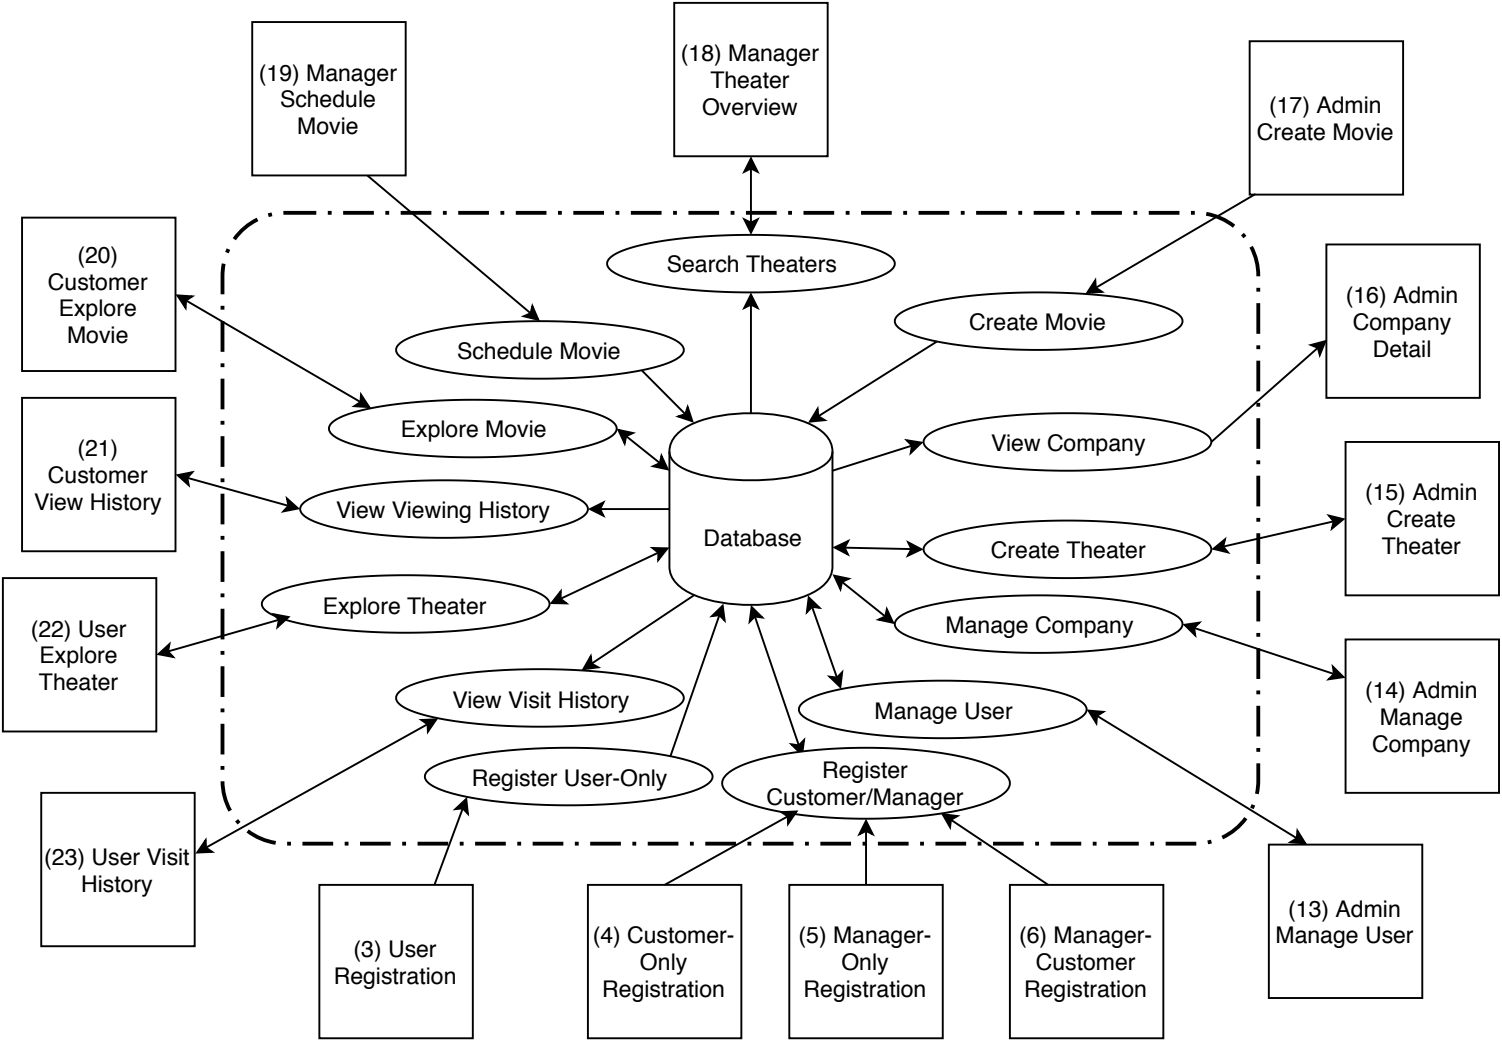 (18) Manager
Theater
Overview
(19) Manager
Schedule
Movie
(17) Admin
Create Movie
(20)
Customer
Explore
Movie
Search Theaters
(16) Admin
Company
Detail
Create Movie
Schedule Movie
Explore Movie
View Company
(21)
Customer
View History
View Viewing History
Database
(15) Admin
Create
Theater
Create Theater
Explore Theater
Manage Company
(22) User
Explore
Theater
(14) Admin
Manage
Company
View Visit History
Manage User
Register User-Only
Register
Customer/Manager
(23) User Visit
History
(13) Admin
Manage User
(3) User
Registration
(4) Customer-
Only
Registration
(5) Manager-
Only
Registration
(6) Manager-
Customer
Registration